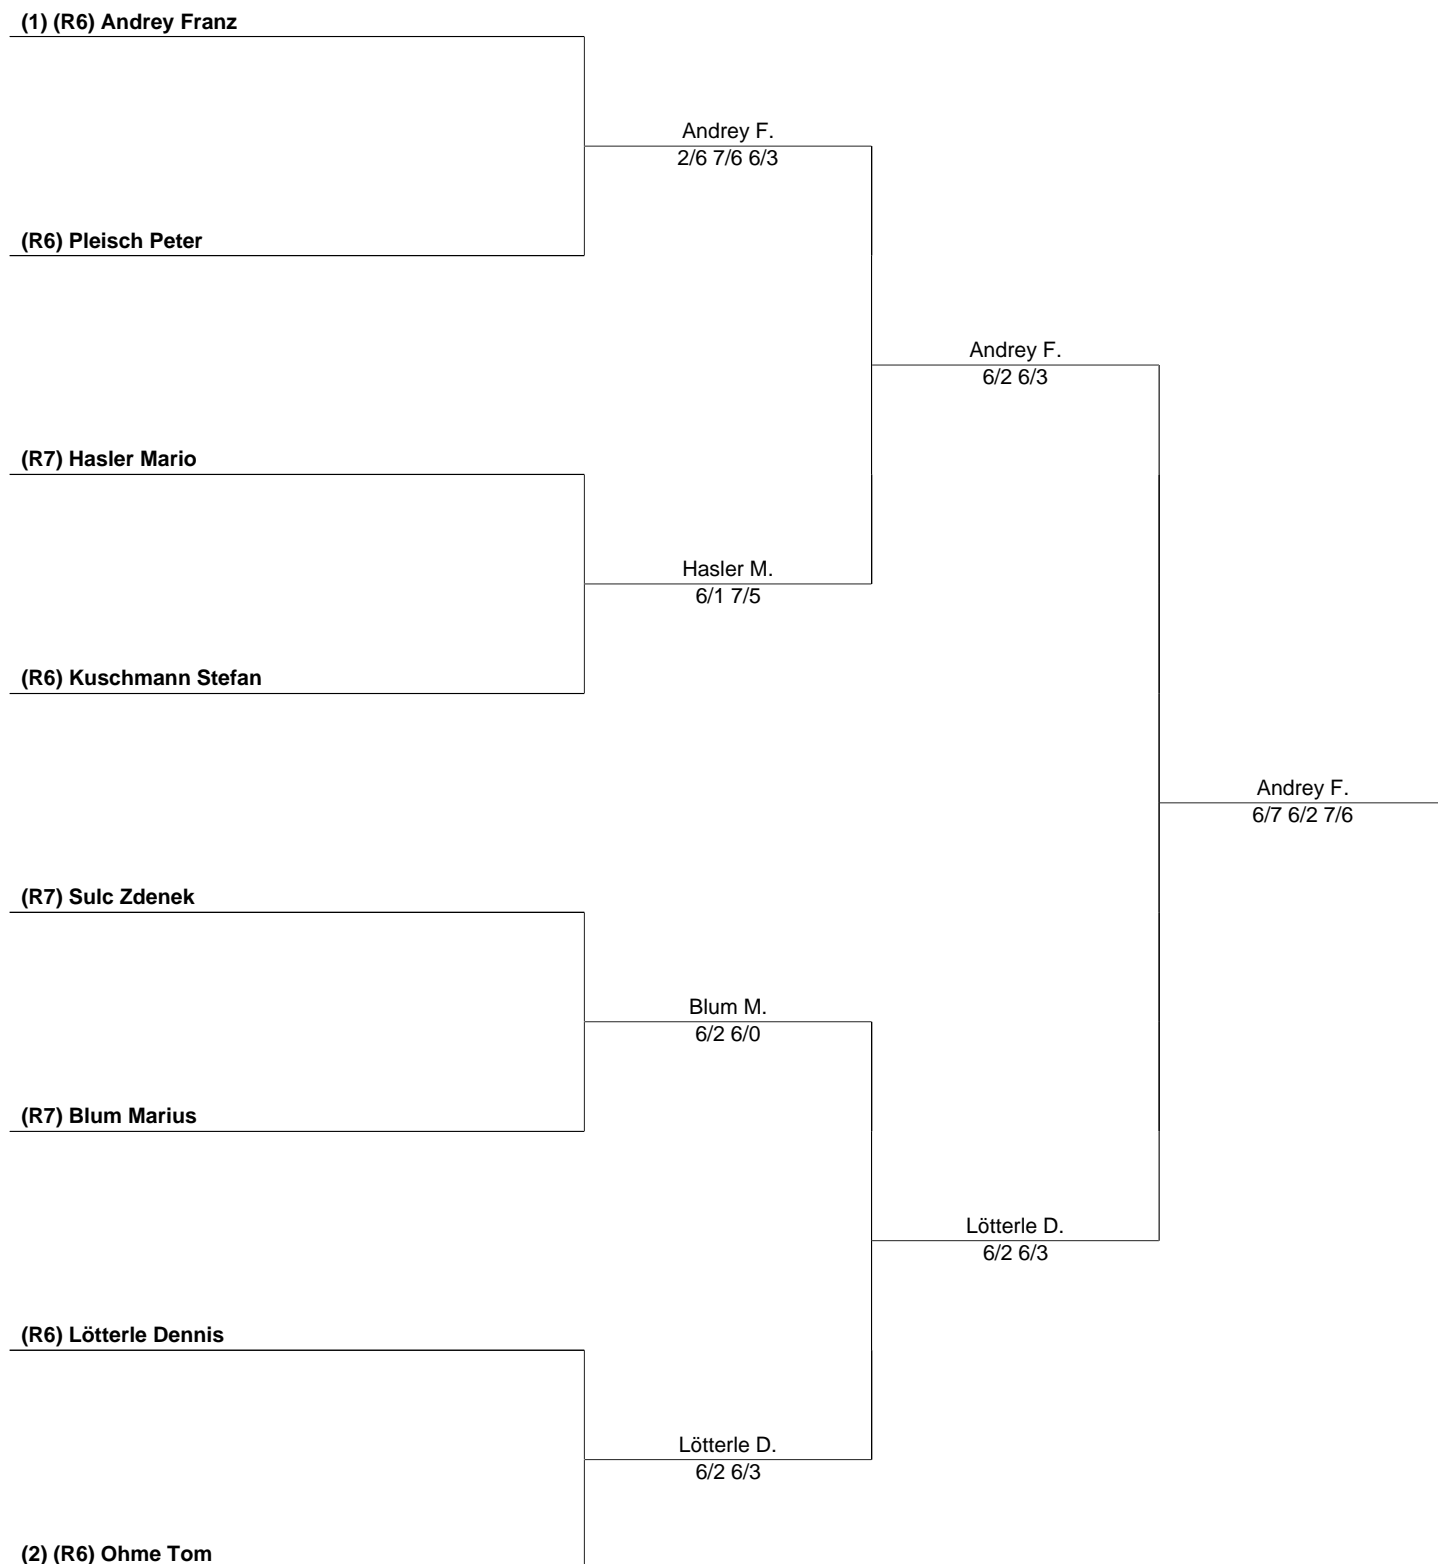 (1) (R6) Andrey Franz
Andrey F.
2/6 7/6 6/3
(R6) Pleisch Peter
Andrey F.
6/2 6/3
(R7) Hasler Mario
Hasler M.
6/1 7/5
(R6) Kuschmann Stefan
Andrey F.
6/7 6/2 7/6
(R7) Sulc Zdenek
Blum M.
6/2 6/0
(R7) Blum Marius
Lötterle D.
6/2 6/3
(R6) Lötterle Dennis
Lötterle D.
6/2 6/3
(2) (R6) Ohme Tom